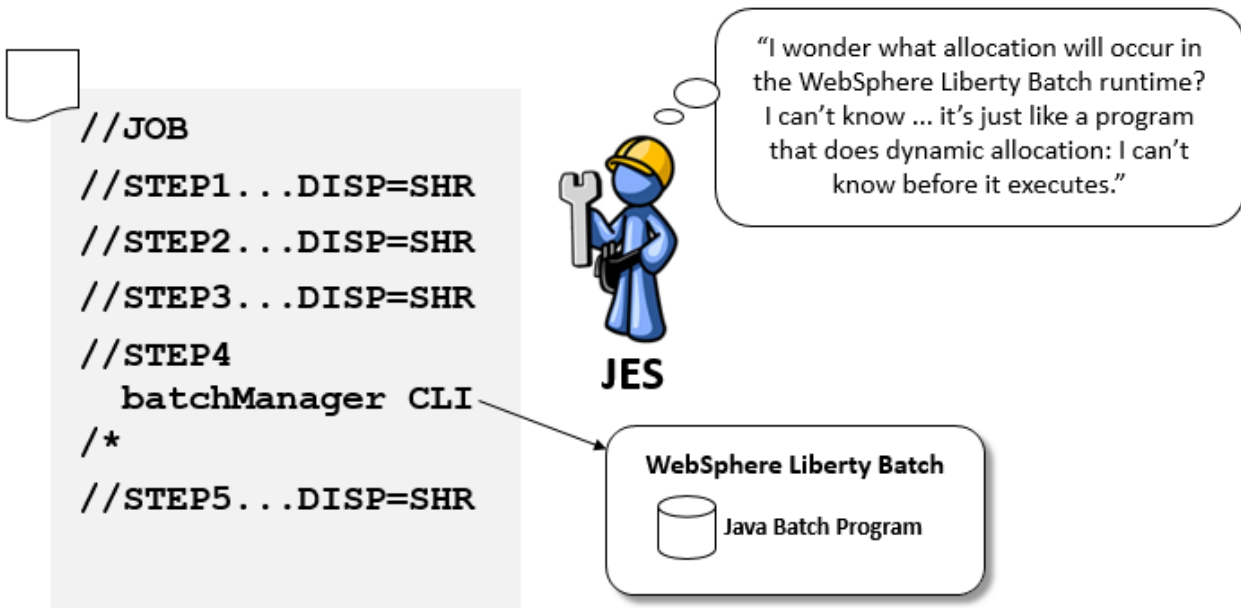 //JOB
//STEP1...DISP=SHR
//STEP2...DISP=SHR
//STEP3...DISP=SHR
//STEP4
batchManager CLI
/*
//STEP5...DISP=SHR
“I wonder what allocation will occur in
the WebSphere Liberty Batch runtime?
I can’t know ... it’s just like a program
that does dynamic allocation: I can’t
know before it executes.”
JES
WebSphere Liberty Batch
Java Batch Program